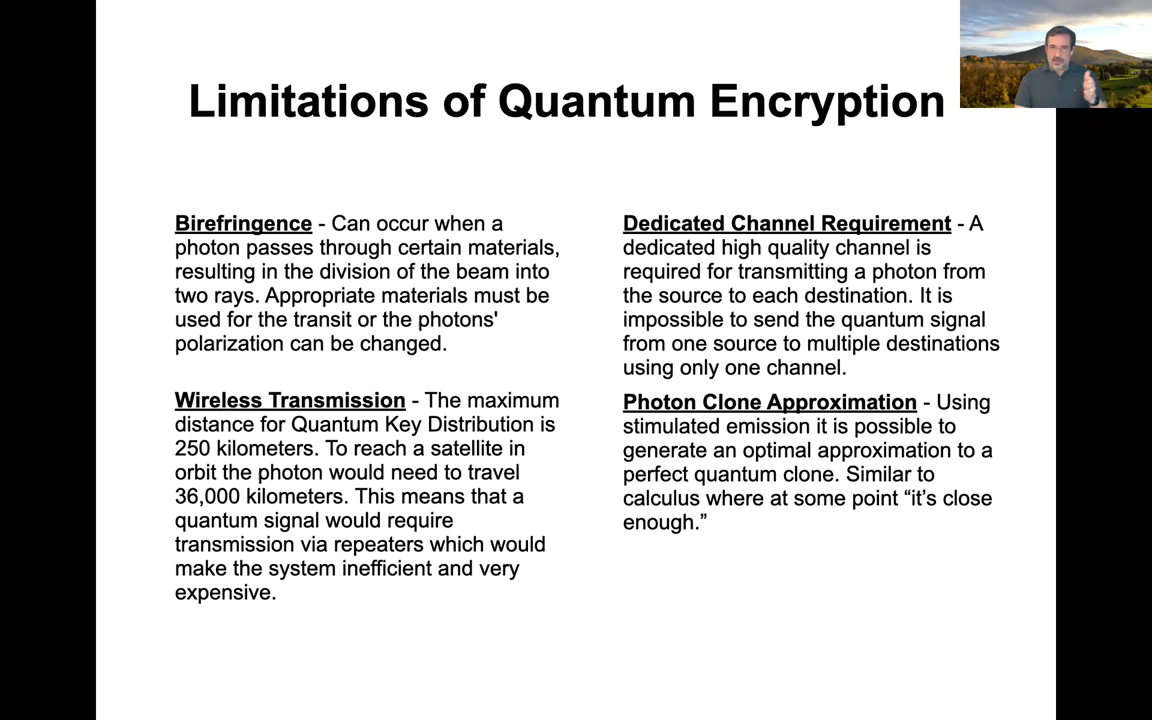 Limitations of Quantum Encryption
Birefringence - Can occur when a
photon passes through certain materials,
resulting in the division of the beam into
two rays. Appropriate materials must be
used for the transit or the photons'
polarization can be changed.
Wireless Transmission - The maximum
distance for Quantum Key Distribution is
250 kilometers. To reach a satellite in
orbit the photon would need to travel
36,000 kilometers. This means that a
quantum signal would require
transmission via repeaters which would
make the system inefficient and very
expensive.
Dedicated Channel Requirement - A
dedicated high quality channel is
required for transmitting a photon from
the source to each destination. It is
impossible to send the quantum signal
from one source to multiple destinations
using only one channel.
Photon Clone Approximation - Using
stimulated emission it is possible to
generate an optimal approximation to a
perfect quantum clone. Similar to
calculus where at some point “it’s close
enough.”